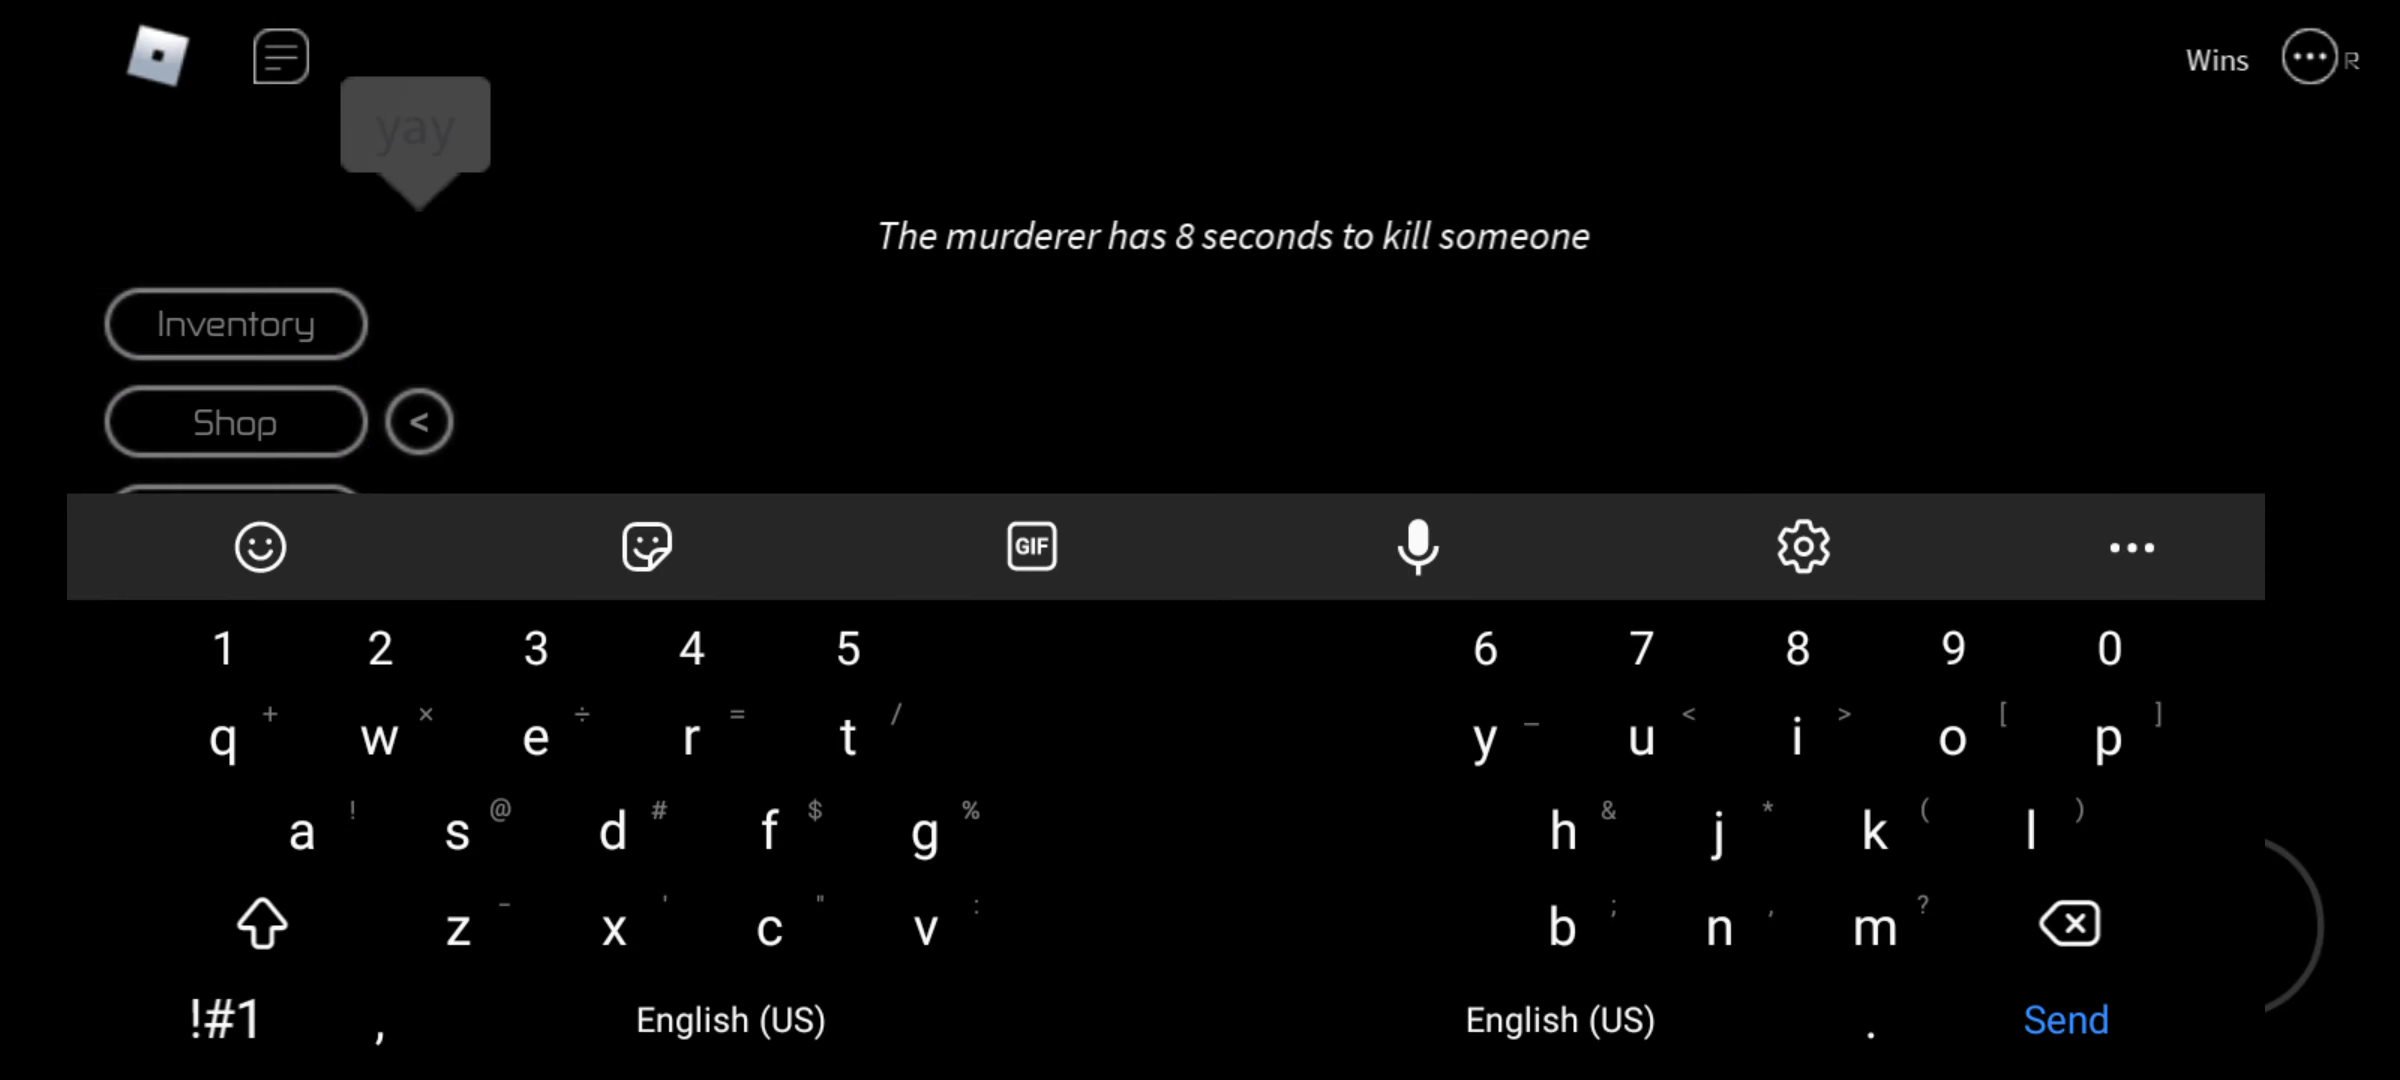 Wins
R
yay
The murderer has 8 seconds to kill someone
Inventory
Shop
<
GIF
1 2 3 4 5 6 7 8 9 0
q + w × e ÷ r = t / y _ u < i > o [ p ]
a ! s @ d # f $ g % h & j * k ( l )
z - x ' c " v : b ; n , m ?
!#1 , English (US) English (US) . Send